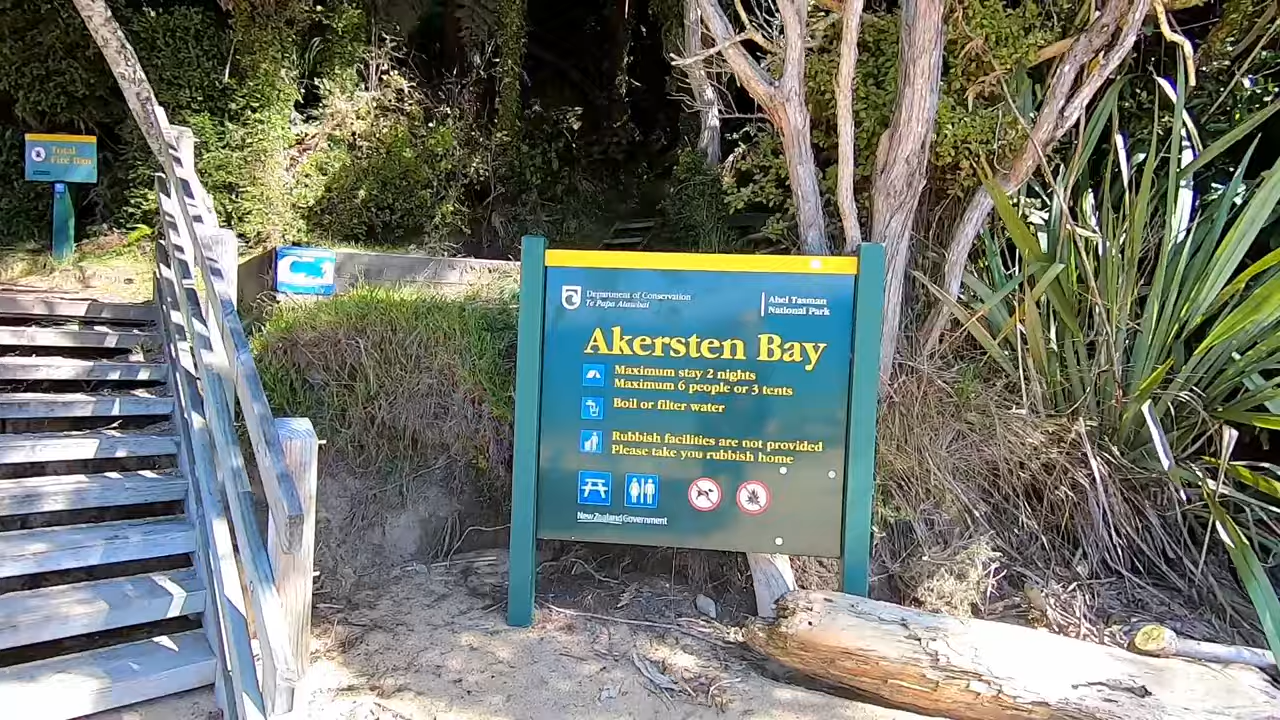 Total
Fire Ban
Department of Conservation
Te Papa Atawhai
Abel Tasman
National Park
Akersten Bay
Maximum stay 2 nights
Maximum 6 people or 3 tents
Boil or filter water
Rubbish facilities are not provided
Please take you rubbish home
New Zealand Government